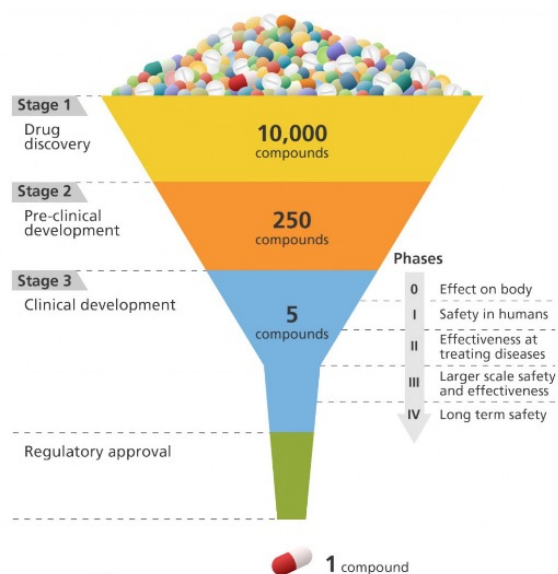 Stage 1
Drug
discovery
10,000
compounds
Stage 2
Pre-clinical
development
250
compounds
Stage 3
Clinical development
5
compounds
Phases
0 Effect on body
I Safety in humans
II Effectiveness at
treating diseases
III Larger scale safety
and effectiveness
IV Long term safety
Regulatory approval
1 compound